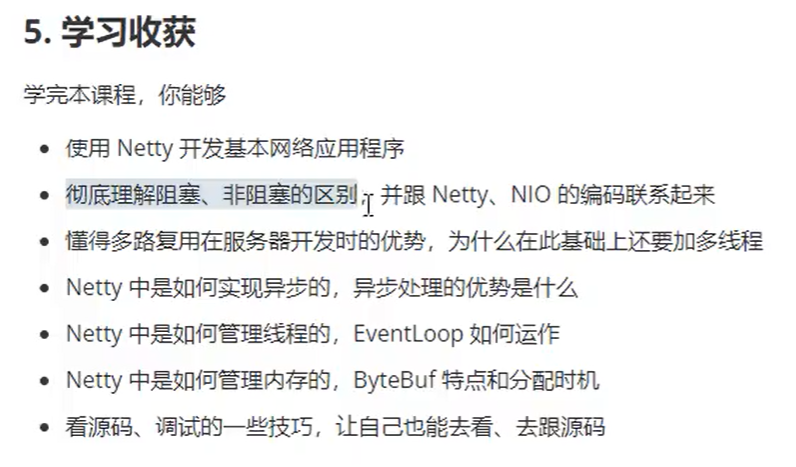 5. 学习收获
学完本课程，你能够
• 使用 Netty 开发基本网络应用程序
• 彻底理解阻塞、非阻塞的区别，并跟 Netty、NIO 的编码联系起来
• 懂得多路复用在服务器开发时的优势，为什么在此基础上还要加多线程
• Netty 中是如何实现异步的，异步处理的优势是什么
• Netty 中是如何管理线程的，EventLoop 如何运作
• Netty 中是如何管理内存的，ByteBuf 特点和分配时机
• 看源码、调试的一些技巧，让自己也能去看、去跟源码